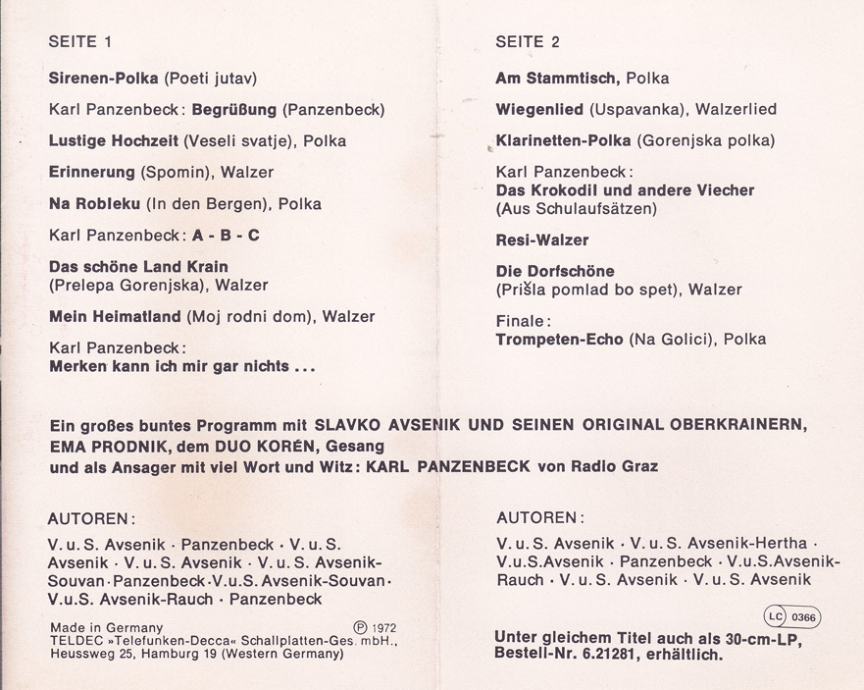 SEITE 1
Sirenen-Polka (Poeti jutav)
Karl Panzenbeck: Begrüßung (Panzenbeck)
Lustige Hochzeit (Veseli svatje), Polka
Erinnerung (Spomin), Walzer
Na Robleku (In den Bergen), Polka
Karl Panzenbeck: A - B - C
Das schöne Land Krain
(Prelepa Gorenjska), Walzer
Mein Heimatland (Moj rodni dom), Walzer
Karl Panzenbeck:
Merken kann ich mir gar nichts ...
SEITE 2
Am Stammtisch, Polka
Wiegenlied (Uspavanka), Walzerlied
Klarinetten-Polka (Gorenjska polka)
Karl Panzenbeck:
Das Krokodil und andere Viecher
(Aus Schulaufsätzen)
Resi-Walzer
Die Dorfschöne
(Prišla pomlad bo spet), Walzer
Finale:
Trompeten-Echo (Na Golici), Polka
Ein großes buntes Programm mit SLAVKO AVSENIK UND SEINEN ORIGINAL OBERKRAINERN,
EMA PRODNIK, dem DUO KORÉN, Gesang
und als Ansager mit viel Wort und Witz: KARL PANZENBECK von Radio Graz
AUTOREN:
V. u. S. Avsenik · Panzenbeck · V. u. S.
Avsenik · V. u. S. Avsenik · V. u. S. Avsenik-
Souvan · Panzenbeck · V.u.S. Avsenik-Souvan ·
V.u.S. Avsenik-Rauch · Panzenbeck
Made in Germany ℗ 1972
TELDEC »Telefunken-Decca« Schallplatten-Ges. mbH.,
Heussweg 25, Hamburg 19 (Western Germany)
AUTOREN:
V. u. S. Avsenik · V. u. S. Avsenik-Hertha ·
V.u.S.Avsenik · Panzenbeck · V.u.S.Avsenik-
Rauch · V. u. S. Avsenik · V. u. S. Avsenik
LC 0366
Unter gleichem Titel auch als 30-cm-LP,
Bestell-Nr. 6.21281, erhältlich.